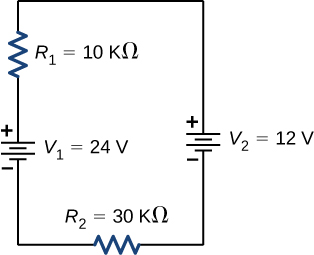 R₁ = 10 KΩ
+
+
V₁ = 24 V
V₂ = 12 V
−
−
R₂ = 30 KΩ